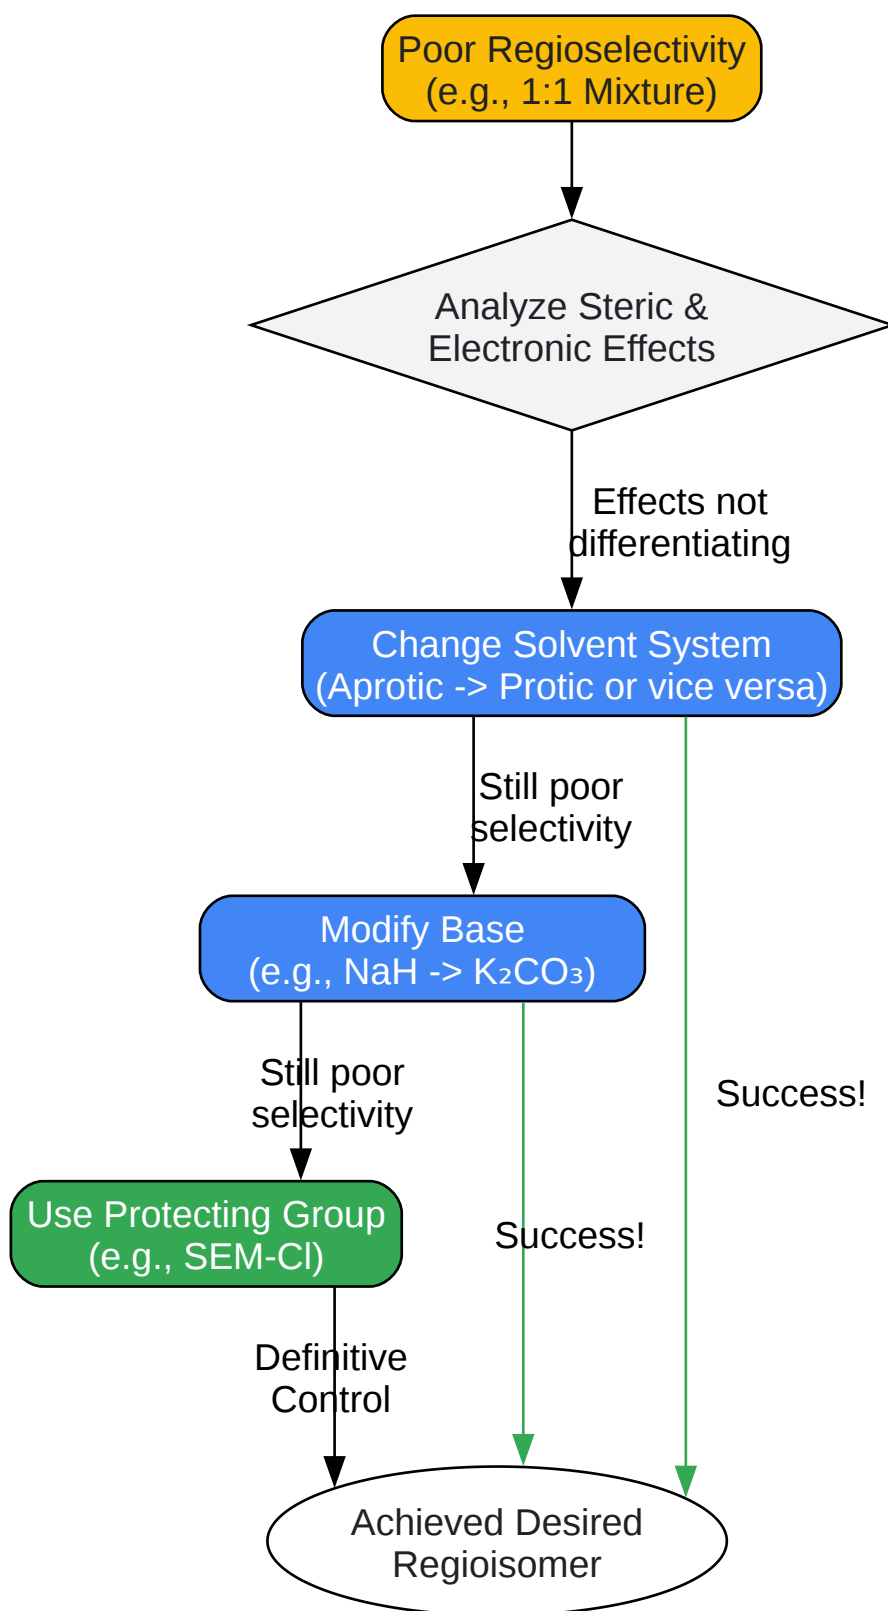 Poor Regioselectivity
(e.g., 1:1 Mixture)
Analyze Steric &
Electronic Effects
Effects not
differentiating
Change Solvent System
(Aprotic -> Protic or vice versa)
Still poor
selectivity
Modify Base
(e.g., NaH -> K₂CO₃)
Still poor
selectivity
Success!
Use Protecting Group
(e.g., SEM-Cl)
Success!
Definitive
Control
Achieved Desired
Regioisomer